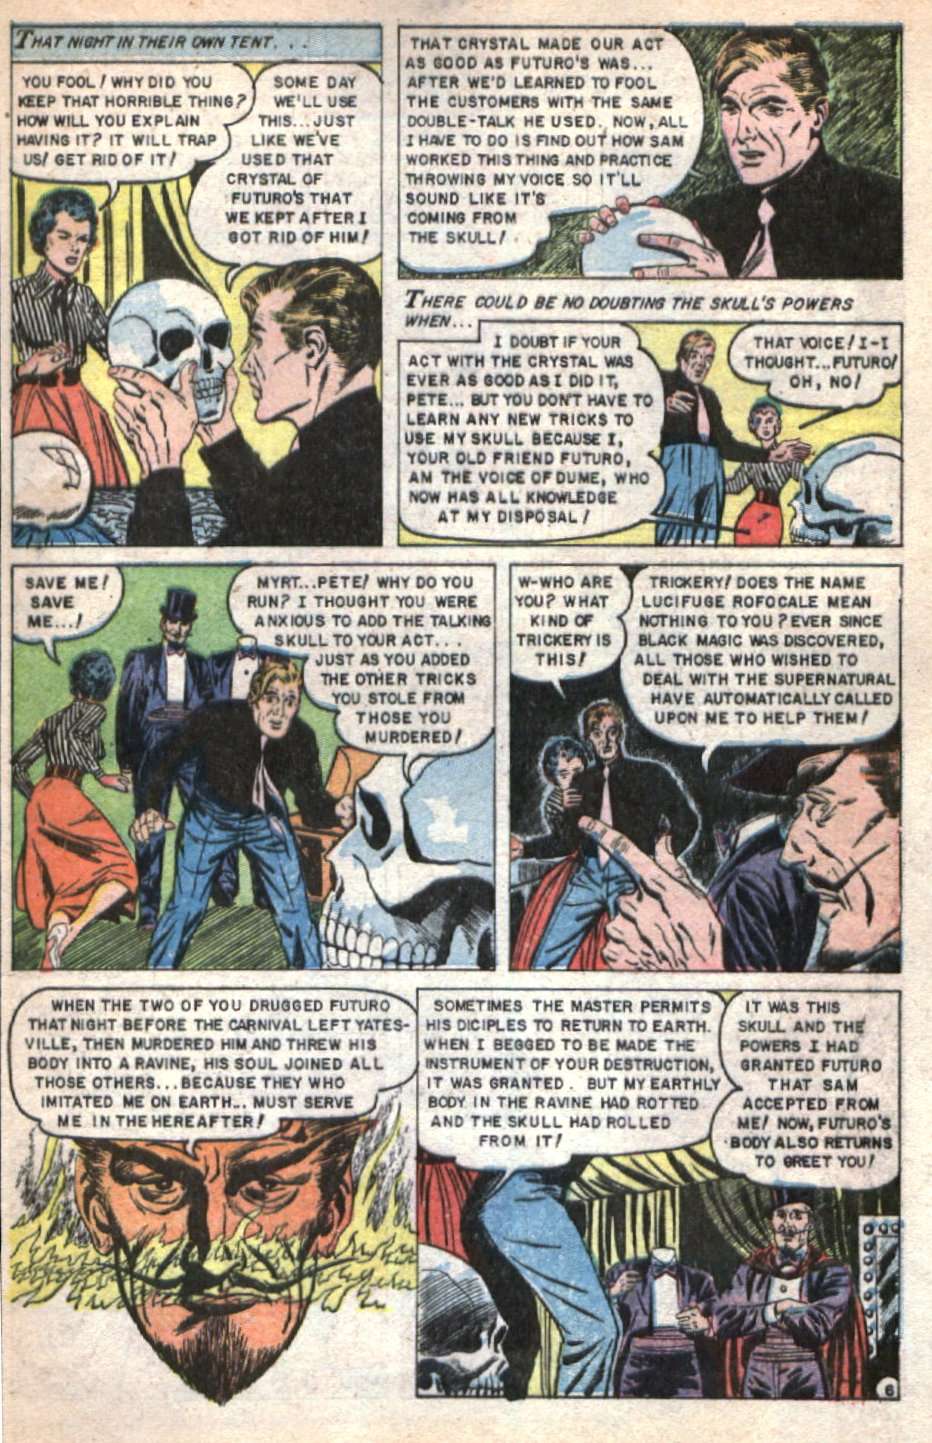 THAT NIGHT IN THEIR OWN TENT...
YOU FOOL! WHY DID YOU
KEEP THAT HORRIBLE THING?
HOW WILL YOU EXPLAIN
HAVING IT? IT WILL TRAP
US! GET RID OF IT!
SOME DAY
WE'LL USE
THIS...JUST
LIKE WE'VE
USED THAT
CRYSTAL OF
FUTURO'S THAT
WE KEPT AFTER I
GOT RID OF HIM!
THAT CRYSTAL MADE OUR ACT
AS GOOD AS FUTURO'S WAS...
AFTER WE'D LEARNED TO FOOL
THE CUSTOMERS WITH THE SAME
DOUBLE-TALK HE USED. NOW, ALL
I HAVE TO DO IS FIND OUT HOW SAM
WORKED THIS THING AND PRACTICE
THROWING MY VOICE SO IT'LL
SOUND LIKE IT'S
COMING FROM
THE SKULL!
THERE COULD BE NO DOUBTING THE SKULL'S POWERS
WHEN...
I DOUBT IF YOUR
ACT WITH THE CRYSTAL WAS
EVER AS GOOD AS I DID IT,
PETE... BUT YOU DON'T HAVE TO
LEARN ANY NEW TRICKS TO
USE MY SKULL BECAUSE I,
YOUR OLD FRIEND FUTURO,
AM THE VOICE OF DUME, WHO
NOW HAS ALL KNOWLEDGE
AT MY DISPOSAL!
THAT VOICE! I-I
THOUGHT...FUTURO!
OH, NO!
SAVE ME!
SAVE
ME...!
MYRT...PETE! WHY DO YOU
RUN? I THOUGHT YOU WERE
ANXIOUS TO ADD THE TALKING
SKULL TO YOUR ACT...
JUST AS YOU ADDED
THE OTHER TRICKS
YOU STOLE FROM
THOSE YOU
MURDERED!
W-WHO ARE
YOU? WHAT
KIND OF
TRICKERY IS
THIS!
TRICKERY! DOES THE NAME
LUCIFUGE ROFOCALE MEAN
NOTHING TO YOU? EVER SINCE
BLACK MAGIC WAS DISCOVERED,
ALL THOSE WHO WISHED TO
DEAL WITH THE SUPERNATURAL
HAVE AUTOMATICALLY CALLED
UPON ME TO HELP THEM!
WHEN THE TWO OF YOU DRUGGED FUTURO
THAT NIGHT BEFORE THE CARNIVAL LEFT YATES-
VILLE, THEN MURDERED HIM AND THREW HIS
BODY INTO A RAVINE, HIS SOUL JOINED ALL
THOSE OTHERS...BECAUSE THEY WHO
IMITATED ME ON EARTH... MUST SERVE
ME IN THE HEREAFTER!
SOMETIMES THE MASTER PERMITS
HIS DICIPLES TO RETURN TO EARTH.
WHEN I BEGGED TO BE MADE THE
INSTRUMENT OF YOUR DESTRUCTION,
IT WAS GRANTED. BUT MY EARTHLY
BODY IN THE RAVINE HAD ROTTED
AND THE SKULL HAD ROLLED
FROM IT!
IT WAS THIS
SKULL AND THE
POWERS I HAD
GRANTED FUTURO
THAT SAM
ACCEPTED FROM
ME! NOW, FUTURO'S
BODY ALSO RETURNS
TO GREET YOU!
6